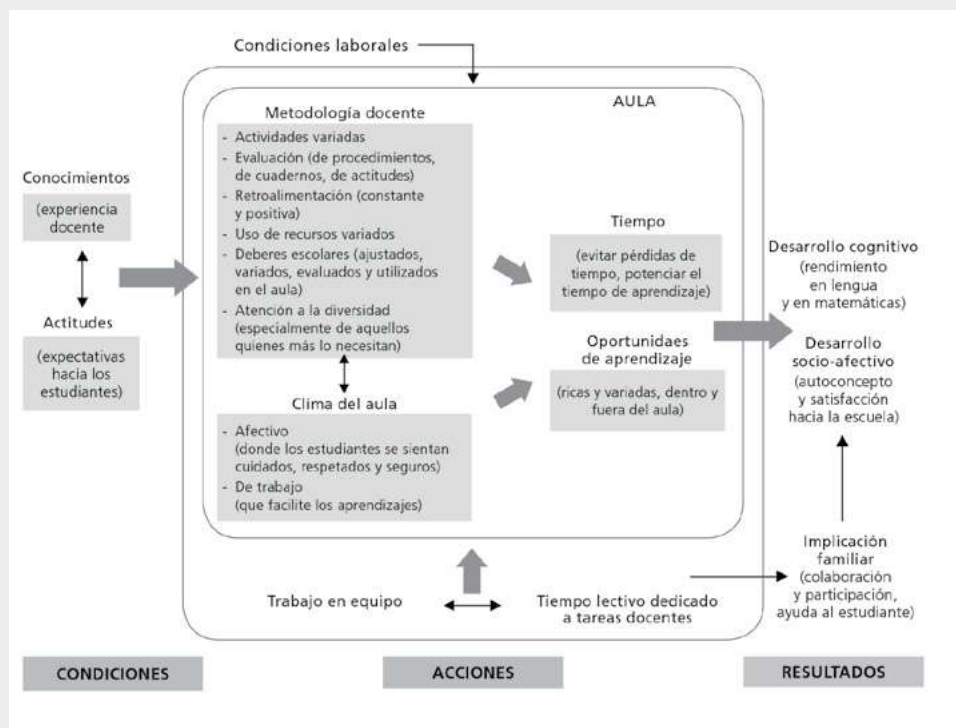 Condiciones laborales
AULA
Metodología docente
- Actividades variadas
- Evaluación (de procedimientos,
de cuadernos, de actitudes)
- Retroalimentación (constante
y positiva)
- Uso de recursos variados
- Deberes escolares (ajustados,
variados, evaluados y utilizados
en el aula)
- Atención a la diversidad
(especialmente de aquellos
quienes más lo necesitan)
Conocimientos
(experiencia
docente
Actitudes
(expectativas
hacia los
estudiantes)
Clima del aula
- Afectivo
(donde los estudiantes se sientan
cuidados, respetados y seguros)
- De trabajo
(que facilite los aprendizajes)
Tiempo
(evitar pérdidas de
tiempo, potenciar el
tiempo de aprendizaje)
Oportunidaes
de aprendizaje
(ricas y variadas, dentro y
fuera del aula)
Desarrollo cognitivo
(rendimiento
en lengua
y en matemáticas)
Desarrollo
socio-afectivo
(autoconcepto
y satisfacción
hacia la escuela)
Implicación
familiar
(colaboración
y participación,
ayuda al estudiante)
Trabajo en equipo
Tiempo lectivo dedicado
a tareas docentes
CONDICIONES
ACCIONES
RESULTADOS